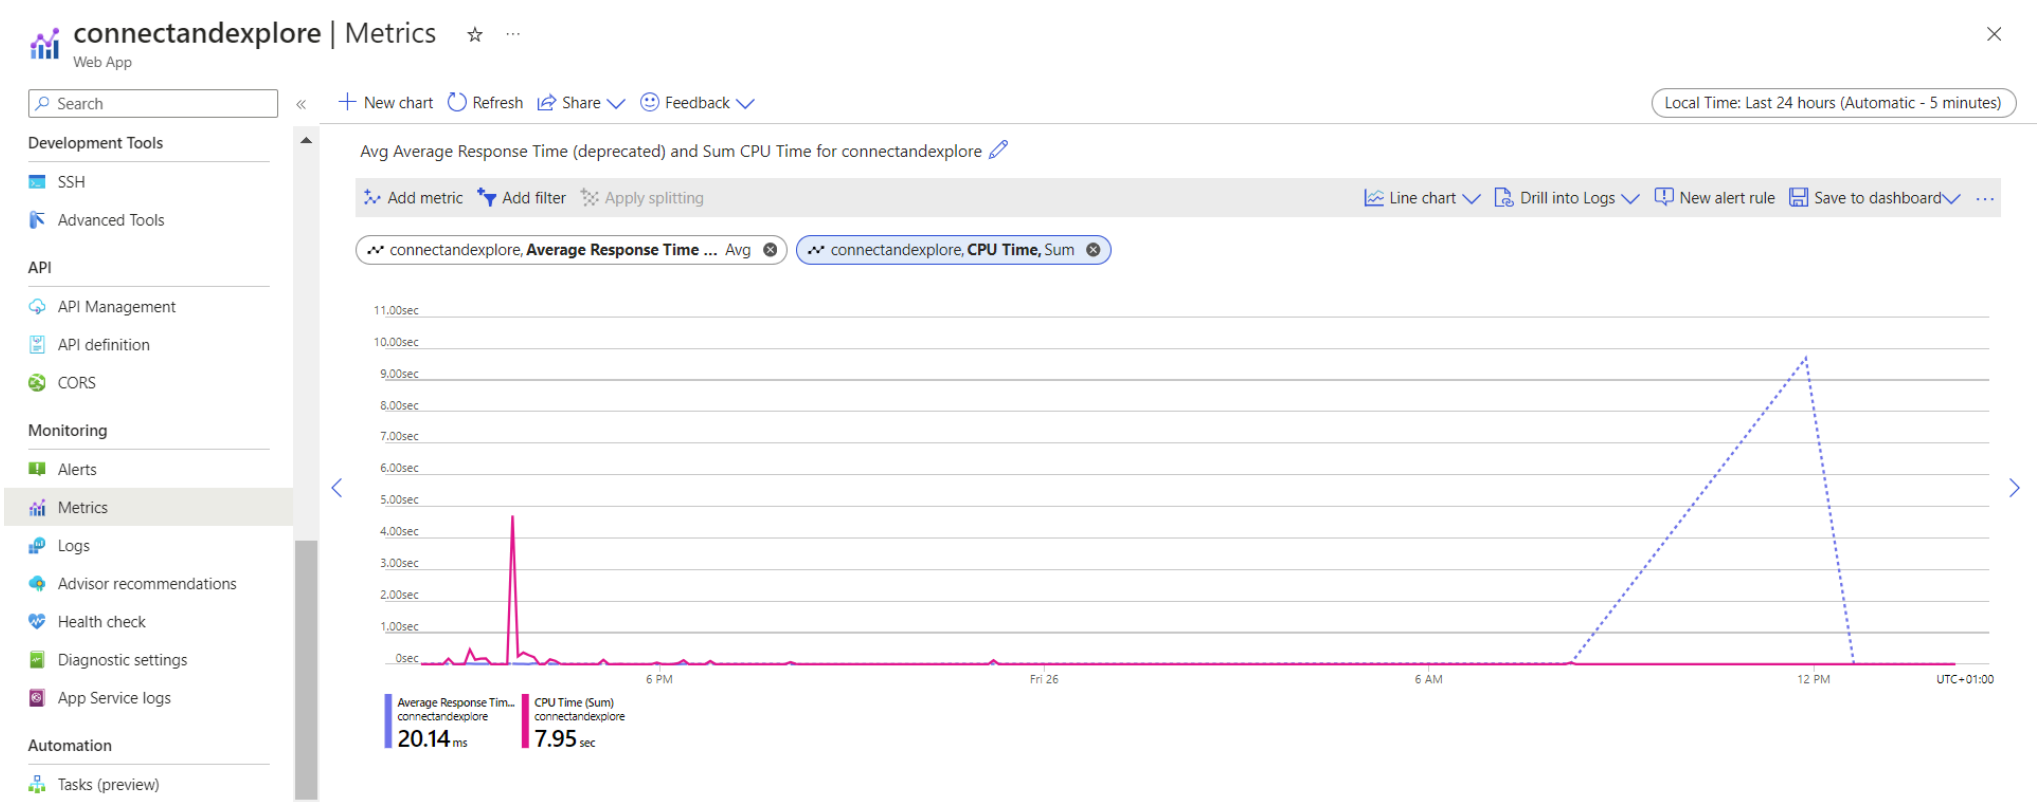 connectandexplore | Metrics ☆ ...
Web App
Search «
Development Tools
SSH
Advanced Tools
API
API Management
API definition
CORS
Monitoring
Alerts
Metrics
Logs
Advisor recommendations
Health check
Diagnostic settings
App Service logs
Automation
Tasks (preview)
New chart Refresh Share Feedback
Local Time: Last 24 hours (Automatic - 5 minutes)
Avg Average Response Time (deprecated) and Sum CPU Time for connectandexplore
Add metric Add filter Apply splitting Line chart Drill into Logs New alert rule Save to dashboard ...
connectandexplore, Average Response Time ... Avg
connectandexplore, CPU Time, Sum
11.00sec
10.00sec
9.00sec
8.00sec
7.00sec
6.00sec
5.00sec
4.00sec
3.00sec
2.00sec
1.00sec
0sec
6 PM Fri 26 6 AM 12 PM UTC+01:00
Average Response Tim...
connectandexplore
20.14 ms
CPU Time (Sum)
connectandexplore
7.95 sec